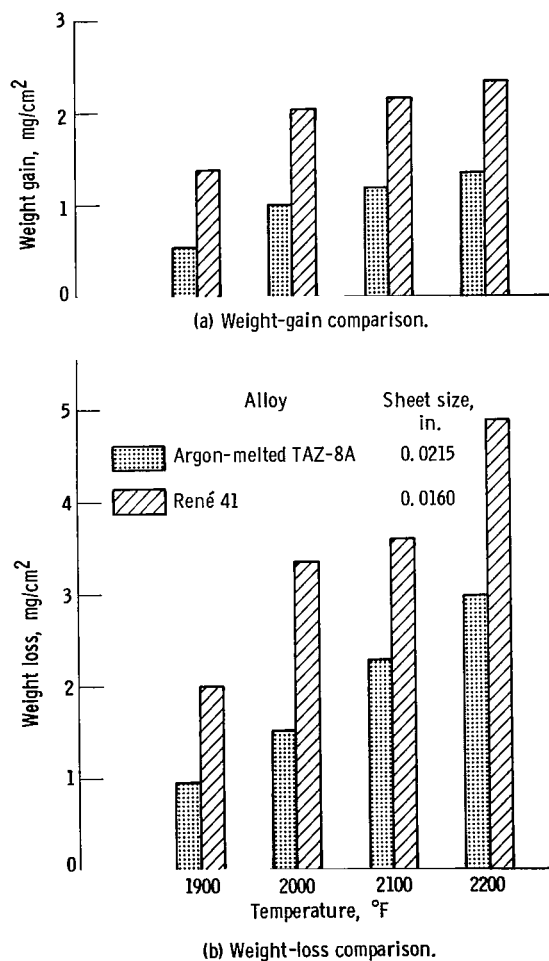 3
2
1
0
Weight gain, mg/cm²
(a) Weight-gain comparison.
5
4
3
2
1
0
Weight loss, mg/cm²
Alloy Sheet size, in.
Argon-melted TAZ-8A 0.0215
René 41 0.0160
1900 2000 2100 2200
Temperature, °F
(b) Weight-loss comparison.